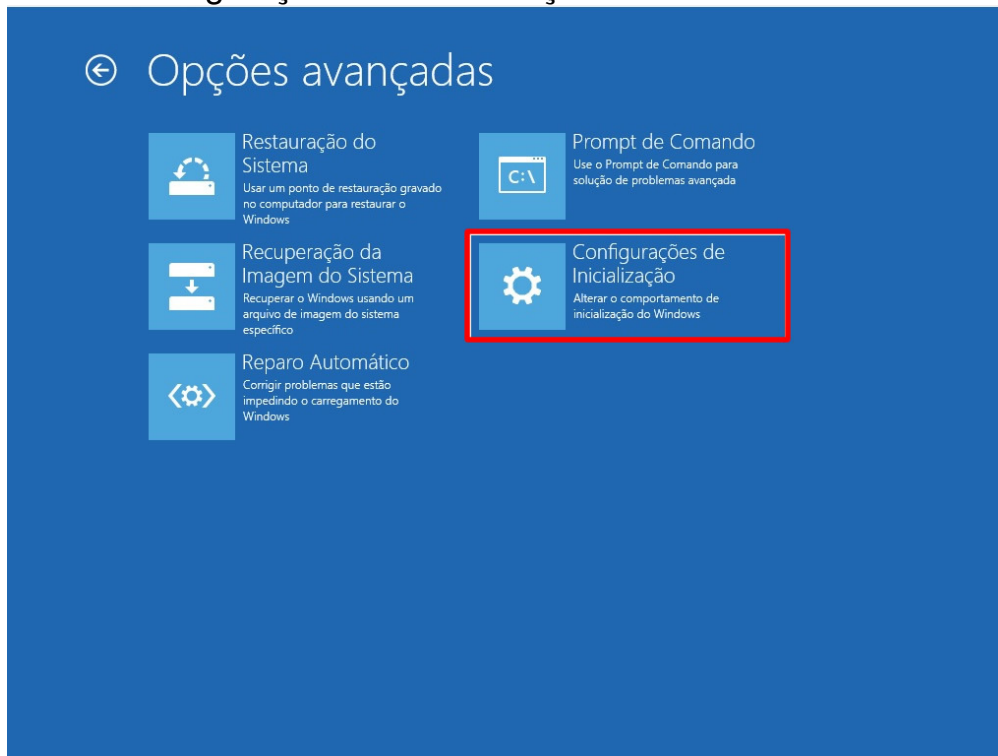 Opções avançadas
Restauração do
Sistema
Usar um ponto de restauração gravado
no computador para restaurar o
Windows
Recuperação da
Imagem do Sistema
Recuperar o Windows usando um
arquivo de imagem do sistema
específico
Reparo Automático
Corrigir problemas que estão
impedindo o carregamento do
Windows
C:\
Prompt de Comando
Use o Prompt de Comando para
solução de problemas avançada
Configurações de
Inicialização
Alterar o comportamento de
inicialização do Windows